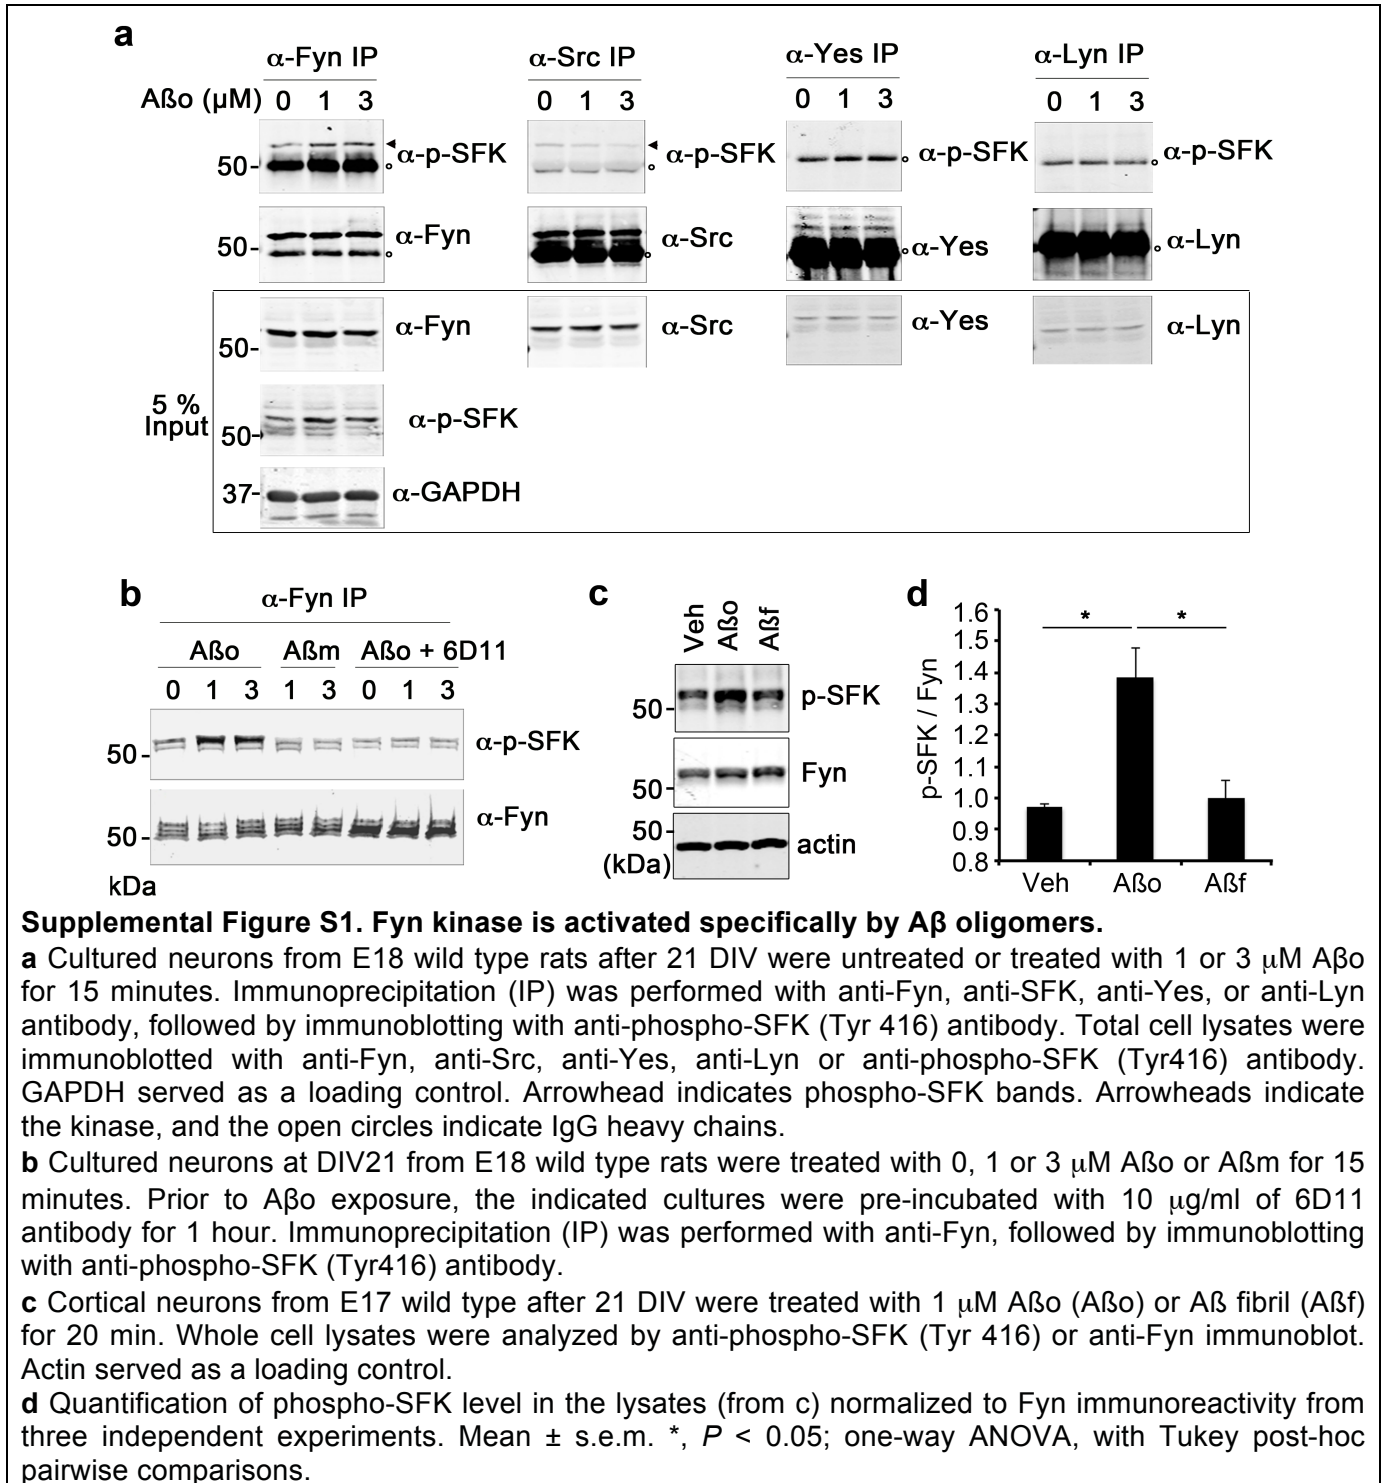 a
α-Fyn IP α-Src IP α-Yes IP α-Lyn IP
Aßo (µM) 0 1 3 0 1 3 0 1 3 0 1 3
50- α-p-SFK α-p-SFK α-p-SFK α-p-SFK
50- α-Fyn α-Src α-Yes α-Lyn
50- α-Fyn α-Src α-Yes α-Lyn
5 %
Input
50- α-p-SFK
37- α-GAPDH
b
α-Fyn IP
Aßo Aßm Aßo + 6D11
0 1 3 1 3 0 1 3
50- α-p-SFK
50- α-Fyn
kDa
c
Veh Aßo Aßf
50- p-SFK
50- Fyn
50-
(kDa) actin
d
p-SFK / Fyn
1.6
1.5
1.4
1.3
1.2
1.1
1.0
0.9
0.8
* *
Veh Aßo Aßf
Supplemental Figure S1. Fyn kinase is activated specifically by Aβ oligomers.
a Cultured neurons from E18 wild type rats after 21 DIV were untreated or treated with 1 or 3 μM Aβo
for 15 minutes. Immunoprecipitation (IP) was performed with anti-Fyn, anti-SFK, anti-Yes, or anti-Lyn
antibody, followed by immunoblotting with anti-phospho-SFK (Tyr 416) antibody. Total cell lysates were
immunoblotted with anti-Fyn, anti-Src, anti-Yes, anti-Lyn or anti-phospho-SFK (Tyr416) antibody.
GAPDH served as a loading control. Arrowhead indicates phospho-SFK bands. Arrowheads indicate
the kinase, and the open circles indicate IgG heavy chains.
b Cultured neurons at DIV21 from E18 wild type rats were treated with 0, 1 or 3 μM Aßo or Aßm for 15
minutes. Prior to Aβo exposure, the indicated cultures were pre-incubated with 10 μg/ml of 6D11
antibody for 1 hour. Immunoprecipitation (IP) was performed with anti-Fyn, followed by immunoblotting
with anti-phospho-SFK (Tyr416) antibody.
c Cortical neurons from E17 wild type after 21 DIV were treated with 1 μM Aßo (Aßo) or Aß fibril (Aßf)
for 20 min. Whole cell lysates were analyzed by anti-phospho-SFK (Tyr 416) or anti-Fyn immunoblot.
Actin served as a loading control.
d Quantification of phospho-SFK level in the lysates (from c) normalized to Fyn immunoreactivity from
three independent experiments. Mean ± s.e.m. *, P < 0.05; one-way ANOVA, with Tukey post-hoc
pairwise comparisons.